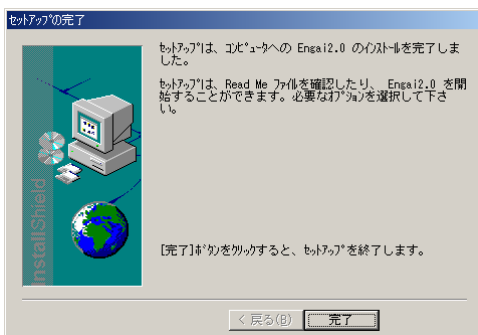 ｾｯﾄｱｯﾌﾟの完了
ｾｯﾄｱｯﾌﾟは、ｺﾝﾋﾟｭｰﾀへの Engai2.0 のｲﾝｽﾄｰﾙを完了しま
した。
ｾｯﾄｱｯﾌﾟは、Read Me ﾌｧｲﾙを確認したり、 Engai2.0 を開
始することができます。必要なｵﾌﾟｼｮﾝを選択して下さ
い。
InstallShield
[完了]ﾎﾞﾀﾝをｸﾘｯｸすると、ｾｯﾄｱｯﾌﾟを終了します。
< 戻る(B)
完了